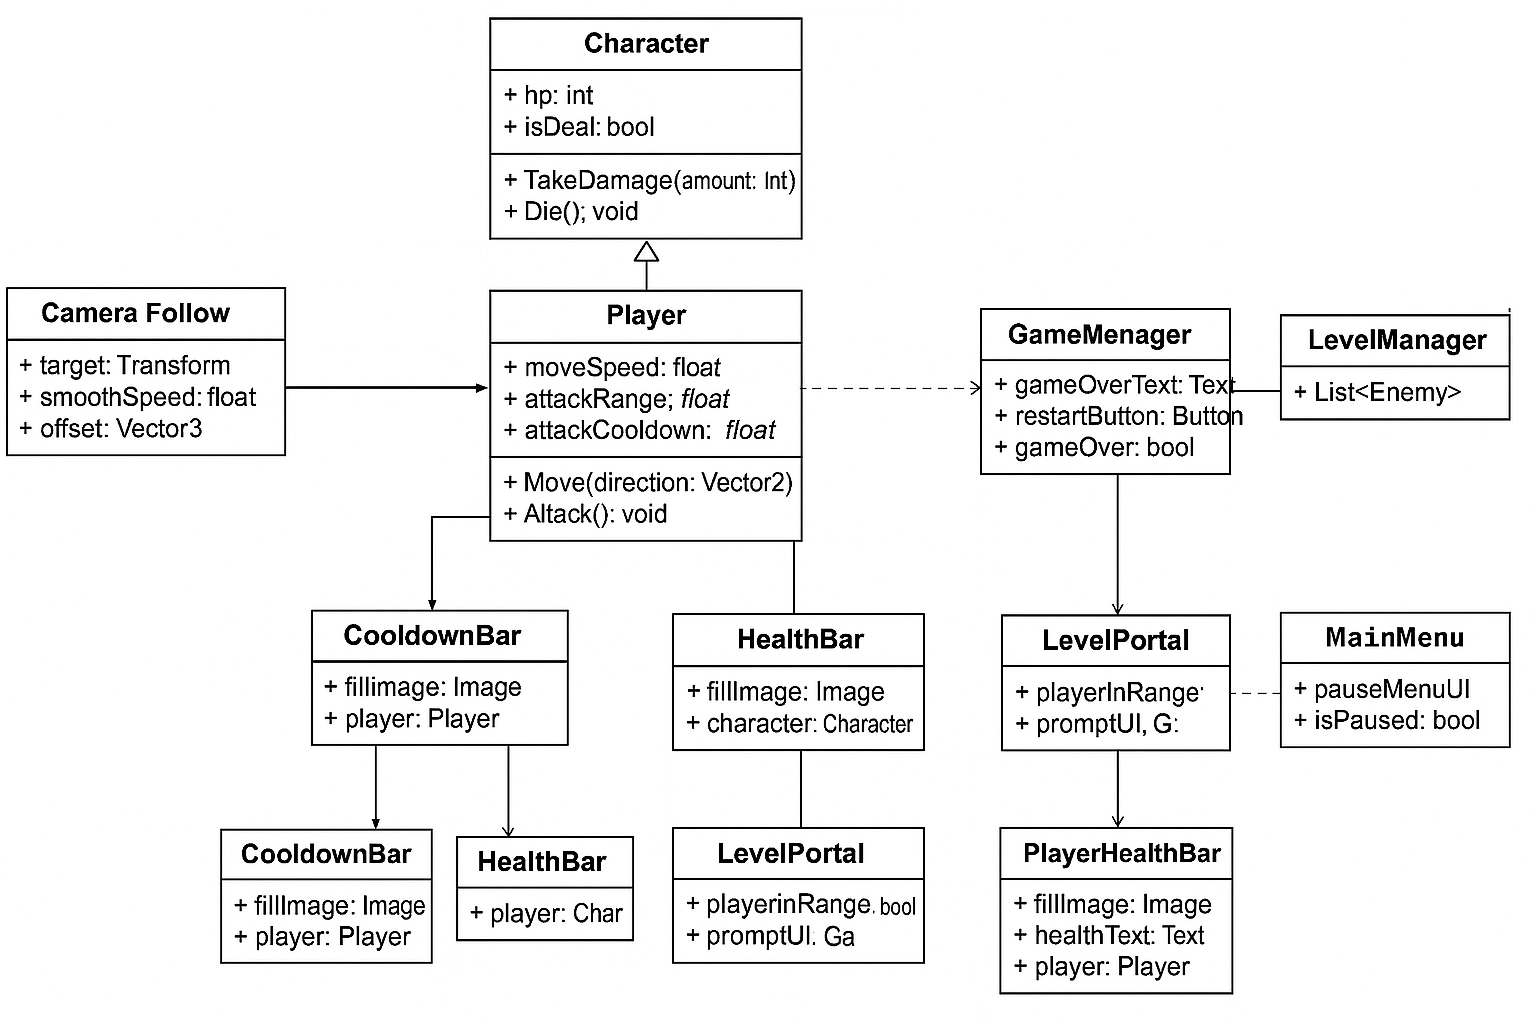 Character
+ hp: int
+ isDeal: bool
+ TakeDamage(amount: Int)
+ Die(); void
Camera Follow
+ target: Transform
+ smoothSpeed: float
+ offset: Vector3
Player
+ moveSpeed: float
+ attackRange; float
+ attackCooldown: float
+ Move(direction: Vector2)
+ Altack(): void
GameMenager
+ gameOverText: Text
+ restartButton: Button
+ gameOver: bool
LevelManager
+ List<Enemy>
CooldownBar
+ fillimage: Image
+ player: Player
HealthBar
+ fillImage: Image
+ character: Character
LevelPortal
+ playerInRange·
+ promptUI, G:
MainMenu
+ pauseMenuUI
+ isPaused: bool
CooldownBar
+ fillImage: Image
+ player: Player
HealthBar
+ player: Char
LevelPortal
+ playerinRange. bool
+ promptUI. Ga
PlayerHealthBar
+ fillImage: Image
+ healthText: Text
+ player: Player